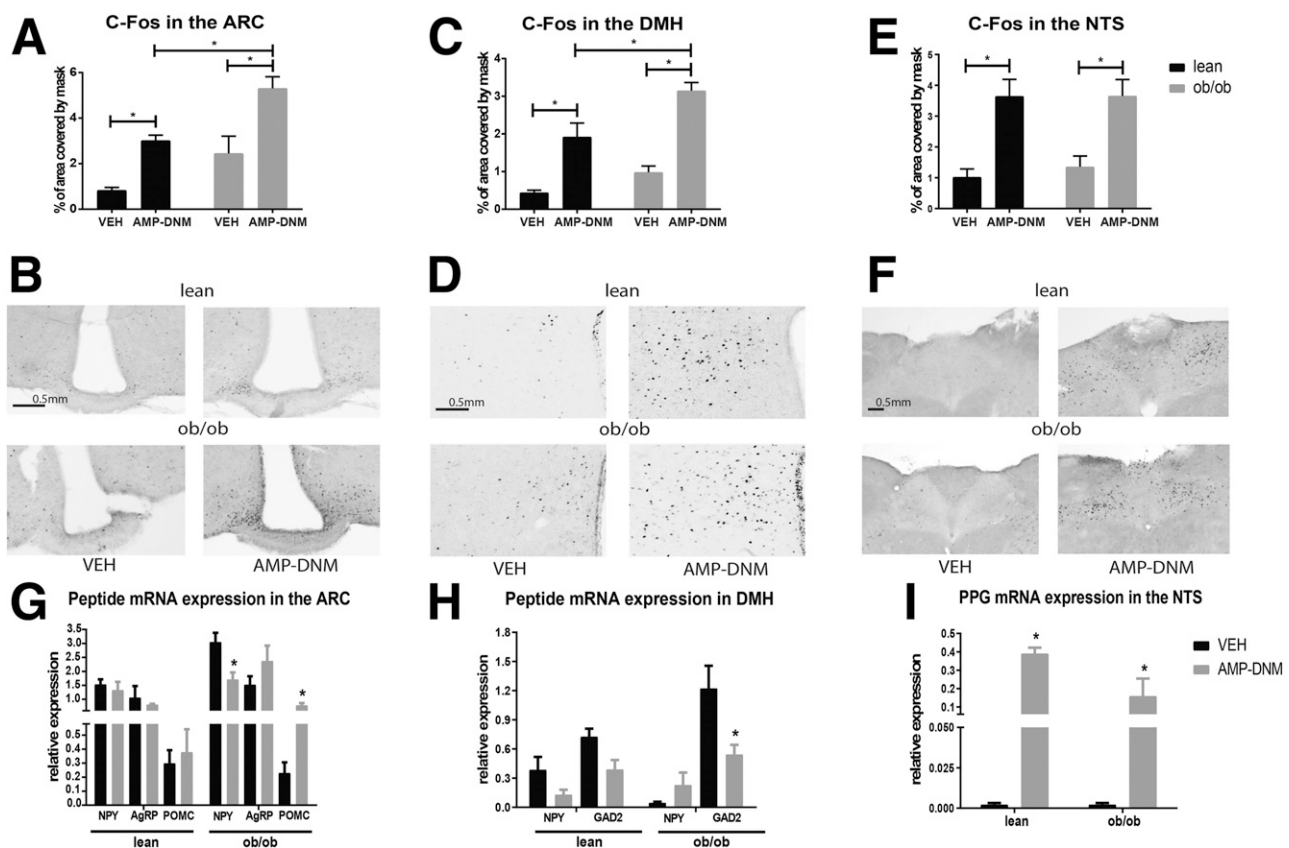 A
C-Fos in the ARC
% of area covered by mask
6
4
2
0
*
*
*
VEH
AMP-DNM
VEH
AMP-DNM
C
C-Fos in the DMH
% of area covered by mask
4
3
2
1
0
*
*
*
VEH
AMP-DNM
VEH
AMP-DNM
E
C-Fos in the NTS
% of area covered by mask
5
4
3
2
1
0
*
*
VEH
AMP-DNM
VEH
AMP-DNM
lean
ob/ob
B
lean
0.5mm
ob/ob
VEH
AMP-DNM
D
lean
0.5mm
ob/ob
VEH
AMP-DNM
F
lean
0.5mm
ob/ob
VEH
AMP-DNM
G
Peptide mRNA expression in the ARC
relative expression
3.5
3.0
2.5
2.0
1.5
1.0
0.5
0.5
0.4
0.3
0.2
0.1
0.0
*
*
NPY AgRP POMC
NPY AgRP POMC
lean
ob/ob
H
Peptide mRNA expression in DMH
relative expression
1.8
1.5
1.2
0.9
0.6
0.3
0.0
*
NPY GAD2
NPY GAD2
lean
ob/ob
I
PPG mRNA expression in the NTS
relative expression
0.5
0.4
0.3
0.2
0.1
0.050
0.025
0.000
*
*
lean
ob/ob
VEH
AMP-DNM